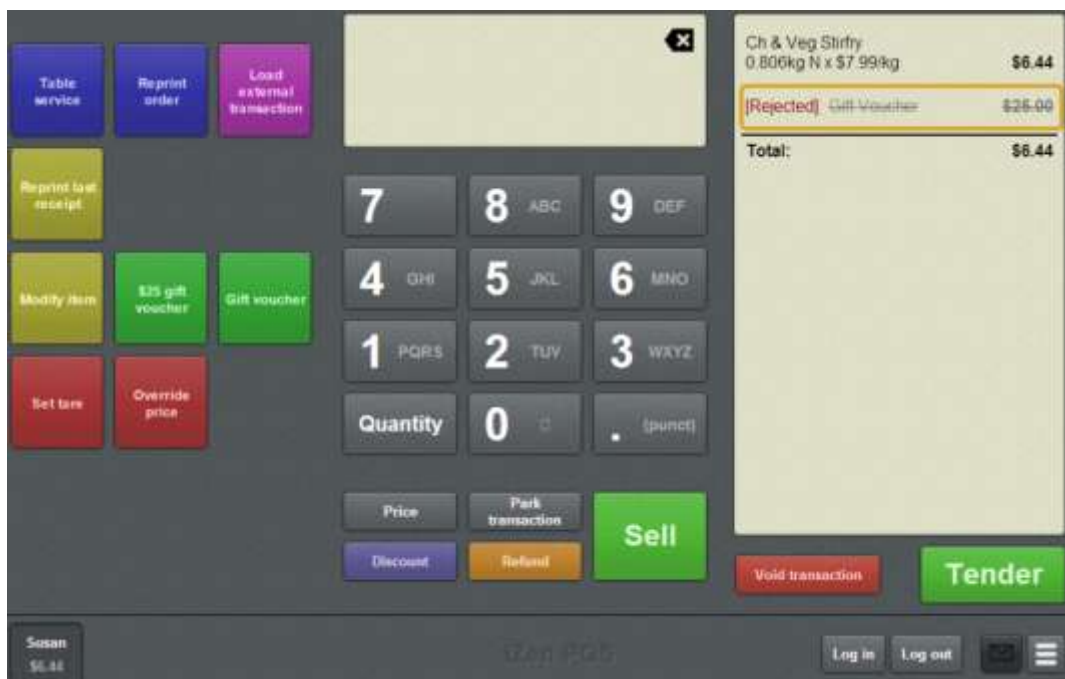 Table
service
Reprint
order
Load
external
transaction
Reprint last
receipt
Modify item
$25 gift
voucher
Gift voucher
Set tare
Override
price
7
8 ABC
9 DEF
4 GHI
5 JKL
6 MNO
1 PQRS
2 TUV
3 WXYZ
Quantity
0
. (punct)
Price
Park
transaction
Discount
Refund
Sell
Ch & Veg Stirfry
0.806kg N x $7.99/kg $6.44
[Rejected] Gift Voucher $25.00
Total: $6.44
Void transaction
Tender
Susan
$6.44
Log in
Log out